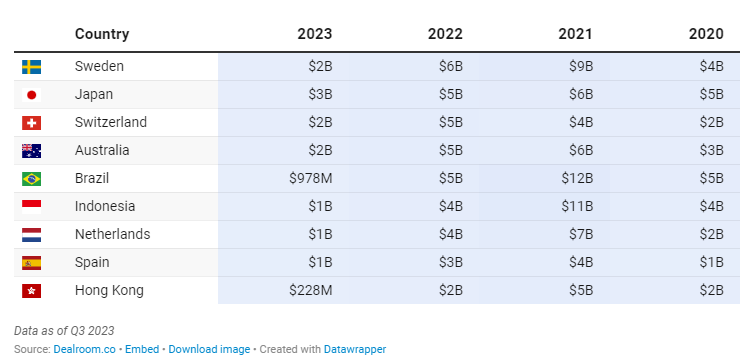 Country 2023 2022 2021 2020
Sweden $2B $6B $9B $4B
Japan $3B $5B $6B $5B
Switzerland $2B $5B $4B $2B
Australia $2B $5B $6B $3B
Brazil $978M $5B $12B $5B
Indonesia $1B $4B $11B $4B
Netherlands $1B $4B $7B $2B
Spain $1B $3B $4B $1B
Hong Kong $228M $2B $5B $2B
Data as of Q3 2023
Source: Dealroom.co • Embed • Download image • Created with Datawrapper